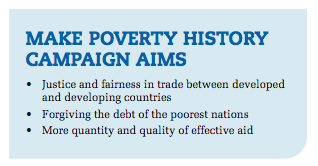 MAKE POVERTY HISTORY
CAMPAIGN AIMS
• Justice and fairness in trade between developed
and developing countries
• Forgiving the debt of the poorest nations
• More quantity and quality of effective aid